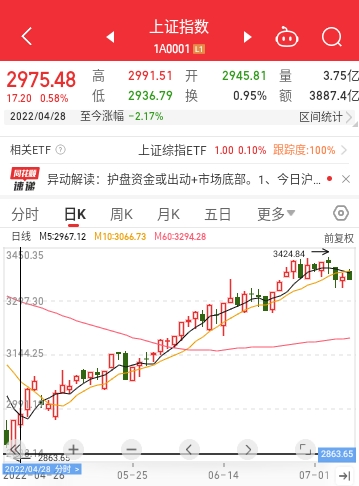 上证指数
1A0001 L1
2975.48 高 2991.51 开 2945.81 量 3.75亿
17.20 0.58% 低 2936.79 换 0.95% 额 3887.4亿
2022/04/28 至今涨幅 -2.17% 区间统计
相关ETF ? 上证综指ETF 1.00 0.10% 跟踪度:100%
同花顺
速递 异动解读：护盘资金或出动+市场底部。1、今日沪...
分时 日K 周K 月K 五日 更多
日线 M5:2967.12 M10:3066.73 M60:3294.28 前复权
3450.35
3424.84
3297.30
3144.25
2863.65
2863.65
2022/04/28 分时 >
05-25 06-14 07-01